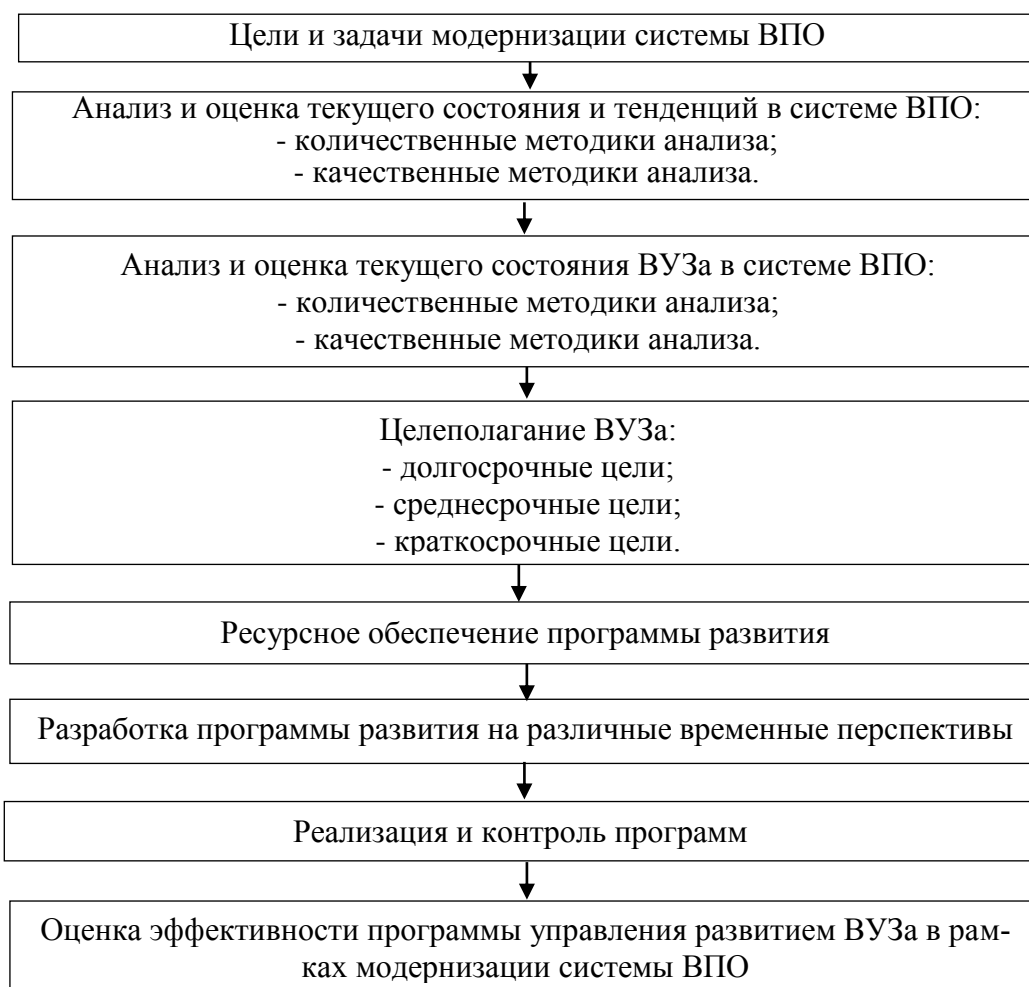 Цели и задачи модернизации системы ВПО
Анализ и оценка текущего состояния и тенденций в системе ВПО:
- количественные методики анализа;
- качественные методики анализа.
Анализ и оценка текущего состояния ВУЗа в системе ВПО:
- количественные методики анализа;
- качественные методики анализа.
Целеполагание ВУЗа:
- долгосрочные цели;
- среднесрочные цели;
- краткосрочные цели.
Ресурсное обеспечение программы развития
Разработка программы развития на различные временные перспективы
Реализация и контроль программ
Оценка эффективности программы управления развитием ВУЗа в рам-
ках модернизации системы ВПО